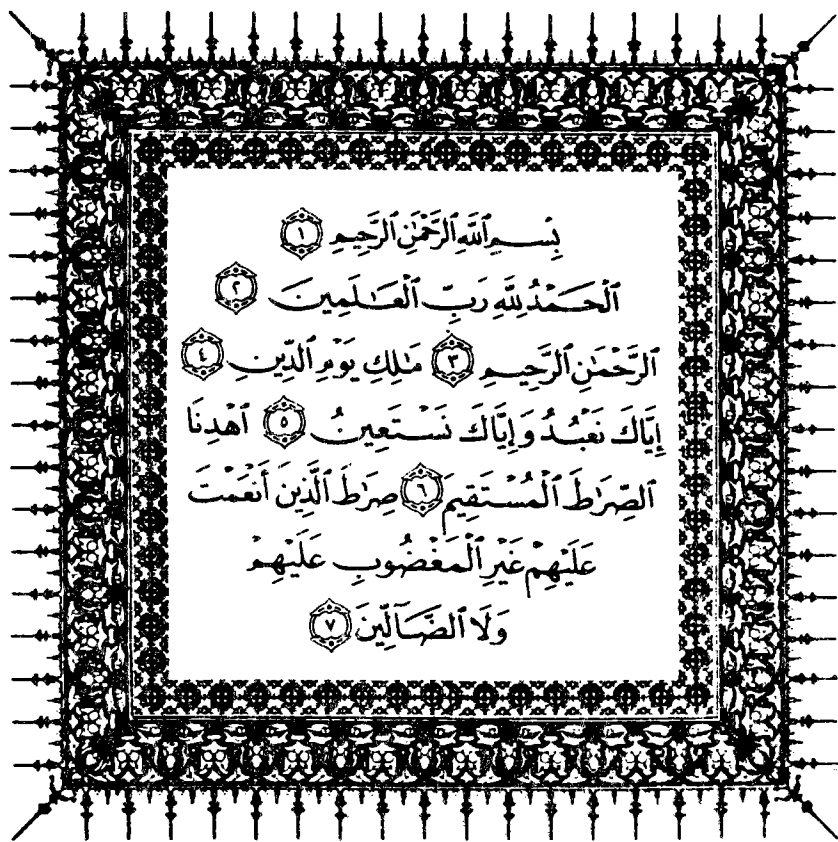 بِسْمِ ٱللَّهِ ٱلرَّحْمَٰنِ ٱلرَّحِيمِ ١
ٱلْحَمْدُ لِلَّهِ رَبِّ ٱلْعَٰلَمِينَ ٢
ٱلرَّحْمَٰنِ ٱلرَّحِيمِ ٣ مَٰلِكِ يَوْمِ ٱلدِّينِ ٤
إِيَّاكَ نَعْبُدُ وَإِيَّاكَ نَسْتَعِينُ ٥ ٱهْدِنَا
ٱلصِّرَٰطَ ٱلْمُسْتَقِيمَ ٦ صِرَٰطَ ٱلَّذِينَ أَنْعَمْتَ
عَلَيْهِمْ غَيْرِ ٱلْمَغْضُوبِ عَلَيْهِمْ
وَلَا ٱلضَّآلِّينَ ٧